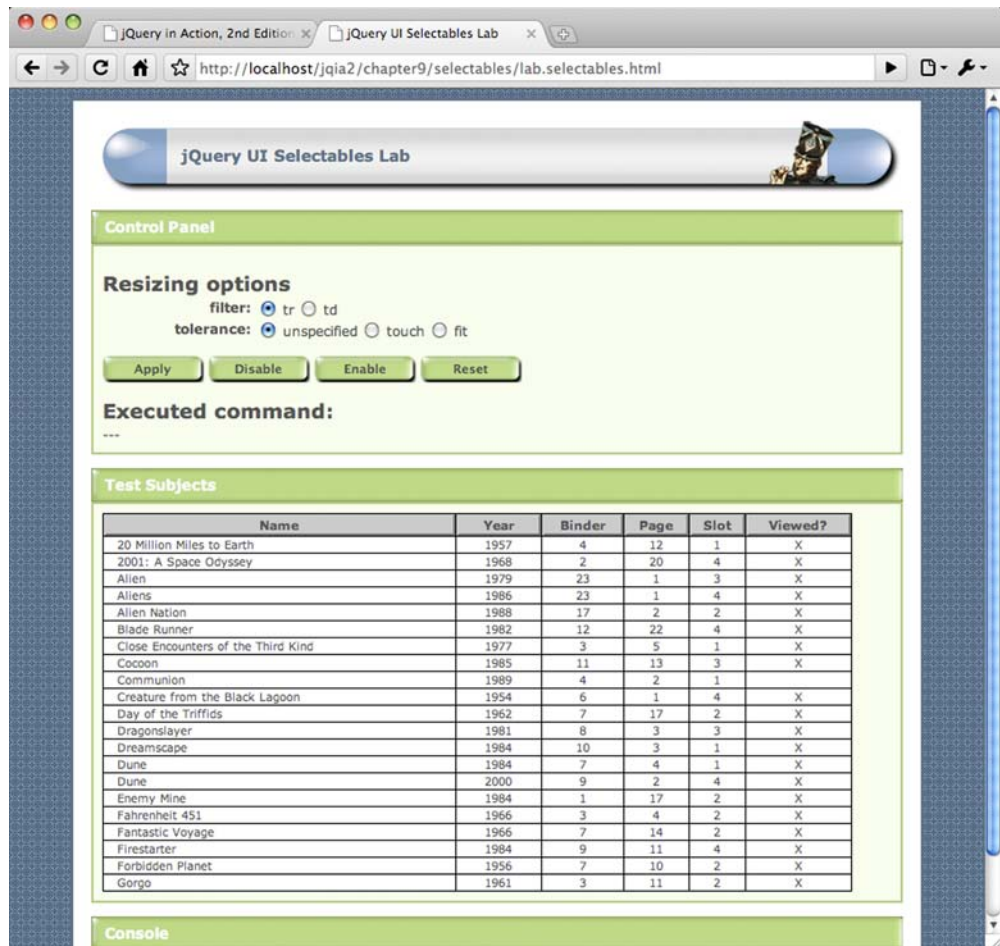 jQuery in Action, 2nd Edition
jQuery UI Selectables Lab
http://localhost/jqia2/chapter9/selectables/lab.selectables.html
jQuery UI Selectables Lab
Control Panel
Resizing options
filter: tr td
tolerance: unspecified touch fit
Apply Disable Enable Reset
Executed command:
---
Test Subjects
Name Year Binder Page Slot Viewed?
20 Million Miles to Earth 1957 4 12 1 X
2001: A Space Odyssey 1968 2 20 4 X
Alien 1979 23 1 3 X
Aliens 1986 23 1 4 X
Alien Nation 1988 17 2 2 X
Blade Runner 1982 12 22 4 X
Close Encounters of the Third Kind 1977 3 5 1 X
Cocoon 1985 11 13 3 X
Communion 1989 4 2 1
Creature from the Black Lagoon 1954 6 1 4 X
Day of the Triffids 1962 7 17 2 X
Dragonslayer 1981 8 3 3 X
Dreamscape 1984 10 3 1 X
Dune 1984 7 4 1 X
Dune 2000 9 2 4 X
Enemy Mine 1984 1 17 2 X
Fahrenheit 451 1966 3 4 2 X
Fantastic Voyage 1966 7 14 2 X
Firestarter 1984 9 11 4 X
Forbidden Planet 1956 7 10 2 X
Gorgo 1961 3 11 2 X
Console